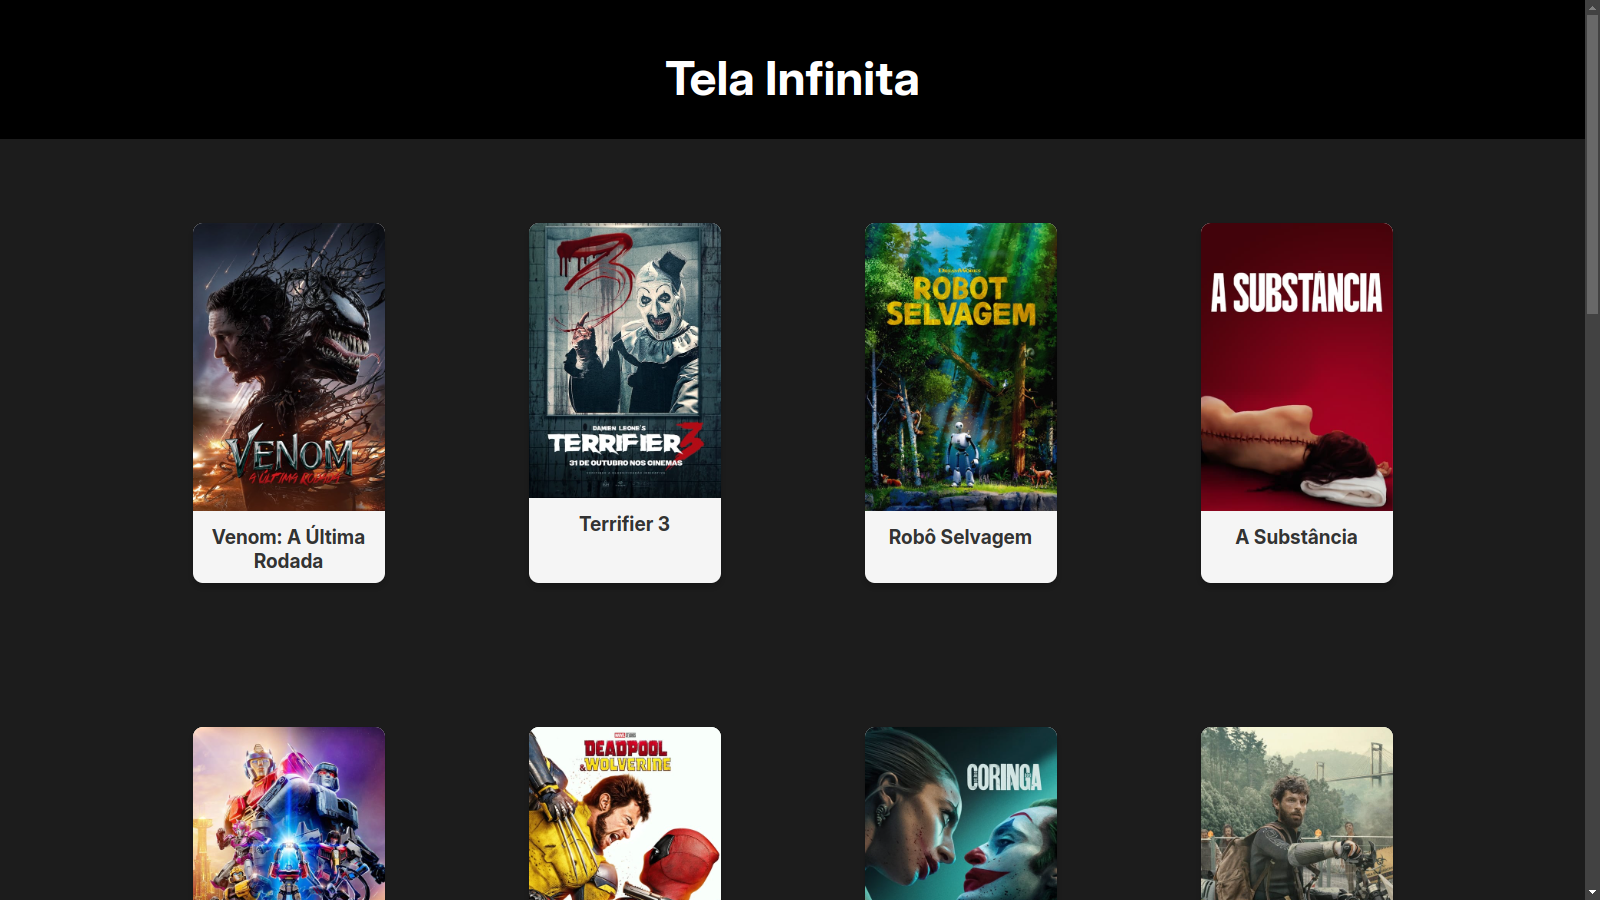 Tela Infinita
VENOM
A ÚLTIMA RODADA
Venom: A Última
Rodada
3
DAMIEN LEONE'S
TERRIFIER 3
31 DE OUTUBRO NOS CINEMAS
Terrifier 3
DREAMWORKS
ROBOT
SELVAGEM
Robô Selvagem
A SUBSTÂNCIA
A Substância
DEADPOOL
&WOLVERINE
CORINGA